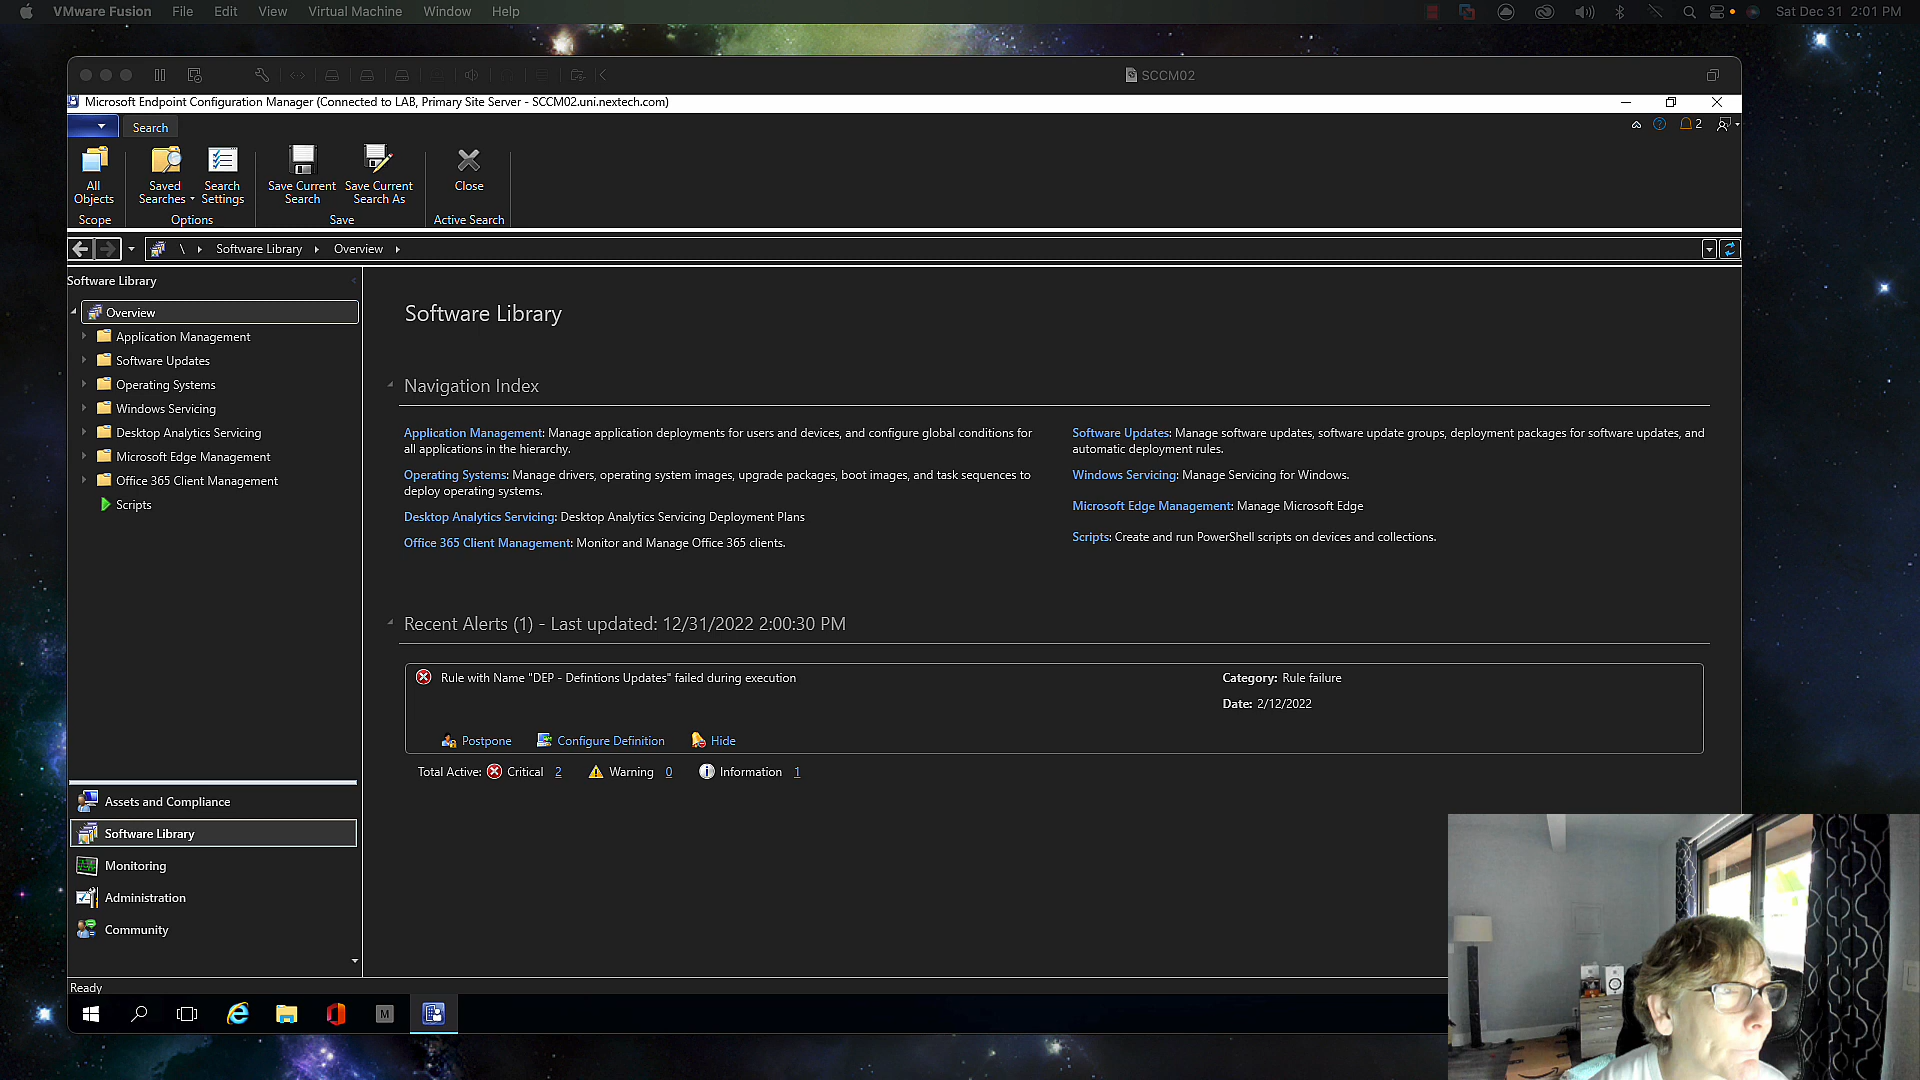 VMware Fusion File Edit View Virtual Machine Window Help Sat Dec 31 2:01 PM
SCCM02
Microsoft Endpoint Configuration Manager (Connected to LAB, Primary Site Server - SCCM02.uni.nextech.com)
Search
2
All Objects
Saved Searches
Search Settings
Save Current Search
Save Current Search As
Close
Scope
Options
Save
Active Search
\ Software Library Overview
Software Library
Overview
Application Management
Software Updates
Operating Systems
Windows Servicing
Desktop Analytics Servicing
Microsoft Edge Management
Office 365 Client Management
Scripts
Assets and Compliance
Software Library
Monitoring
Administration
Community
Software Library
Navigation Index
Application Management: Manage application deployments for users and devices, and configure global conditions for
all applications in the hierarchy.
Operating Systems: Manage drivers, operating system images, upgrade packages, boot images, and task sequences to
deploy operating systems.
Desktop Analytics Servicing: Desktop Analytics Servicing Deployment Plans
Office 365 Client Management: Monitor and Manage Office 365 clients.
Software Updates: Manage software updates, software update groups, deployment packages for software updates, and
automatic deployment rules.
Windows Servicing: Manage Servicing for Windows.
Microsoft Edge Management: Manage Microsoft Edge
Scripts: Create and run PowerShell scripts on devices and collections.
Recent Alerts (1) - Last updated: 12/31/2022 2:00:30 PM
Rule with Name "DEP - Defintions Updates" failed during execution
Category: Rule failure
Date: 2/12/2022
Postpone Configure Definition Hide
Total Active: Critical 2 Warning 0 Information 1
Ready
M